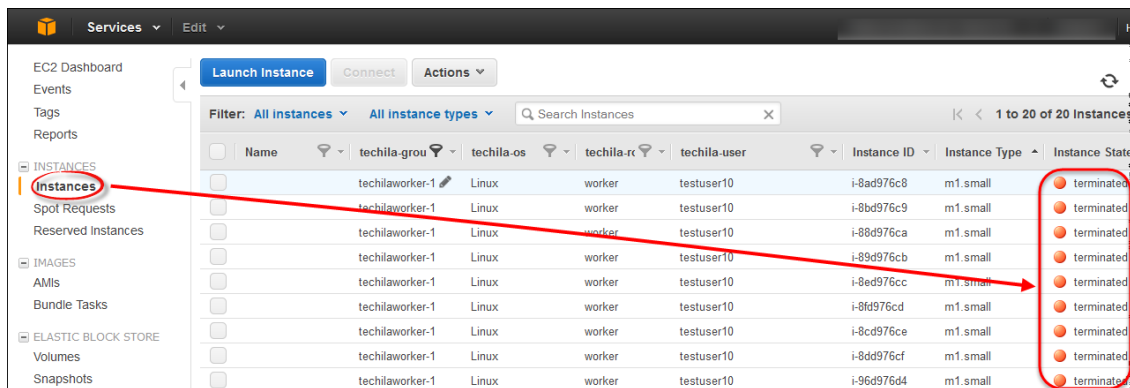 Services Edit
EC2 Dashboard
Events
Tags
Reports
INSTANCES
Instances
Spot Requests
Reserved Instances
IMAGES
AMIs
Bundle Tasks
ELASTIC BLOCK STORE
Volumes
Snapshots
Launch Instance Connect Actions
Filter: All instances All instance types Search Instances 1 to 20 of 20 Instances
Name techila-grou techila-os techila-rc techila-user Instance ID Instance Type Instance State
techilaworker-1 Linux worker testuser10 i-8ad976c8 m1.small terminated
techilaworker-1 Linux worker testuser10 i-8bd976c9 m1.small terminated
techilaworker-1 Linux worker testuser10 i-88d976ca m1.small terminated
techilaworker-1 Linux worker testuser10 i-89d976cb m1.small terminated
techilaworker-1 Linux worker testuser10 i-8ed976cc m1.small terminated
techilaworker-1 Linux worker testuser10 i-8fd976cd m1.small terminated
techilaworker-1 Linux worker testuser10 i-8cd976ce m1.small terminated
techilaworker-1 Linux worker testuser10 i-8dd976cf m1.small terminated
techilaworker-1 Linux worker testuser10 i-96d976d4 m1.small terminated